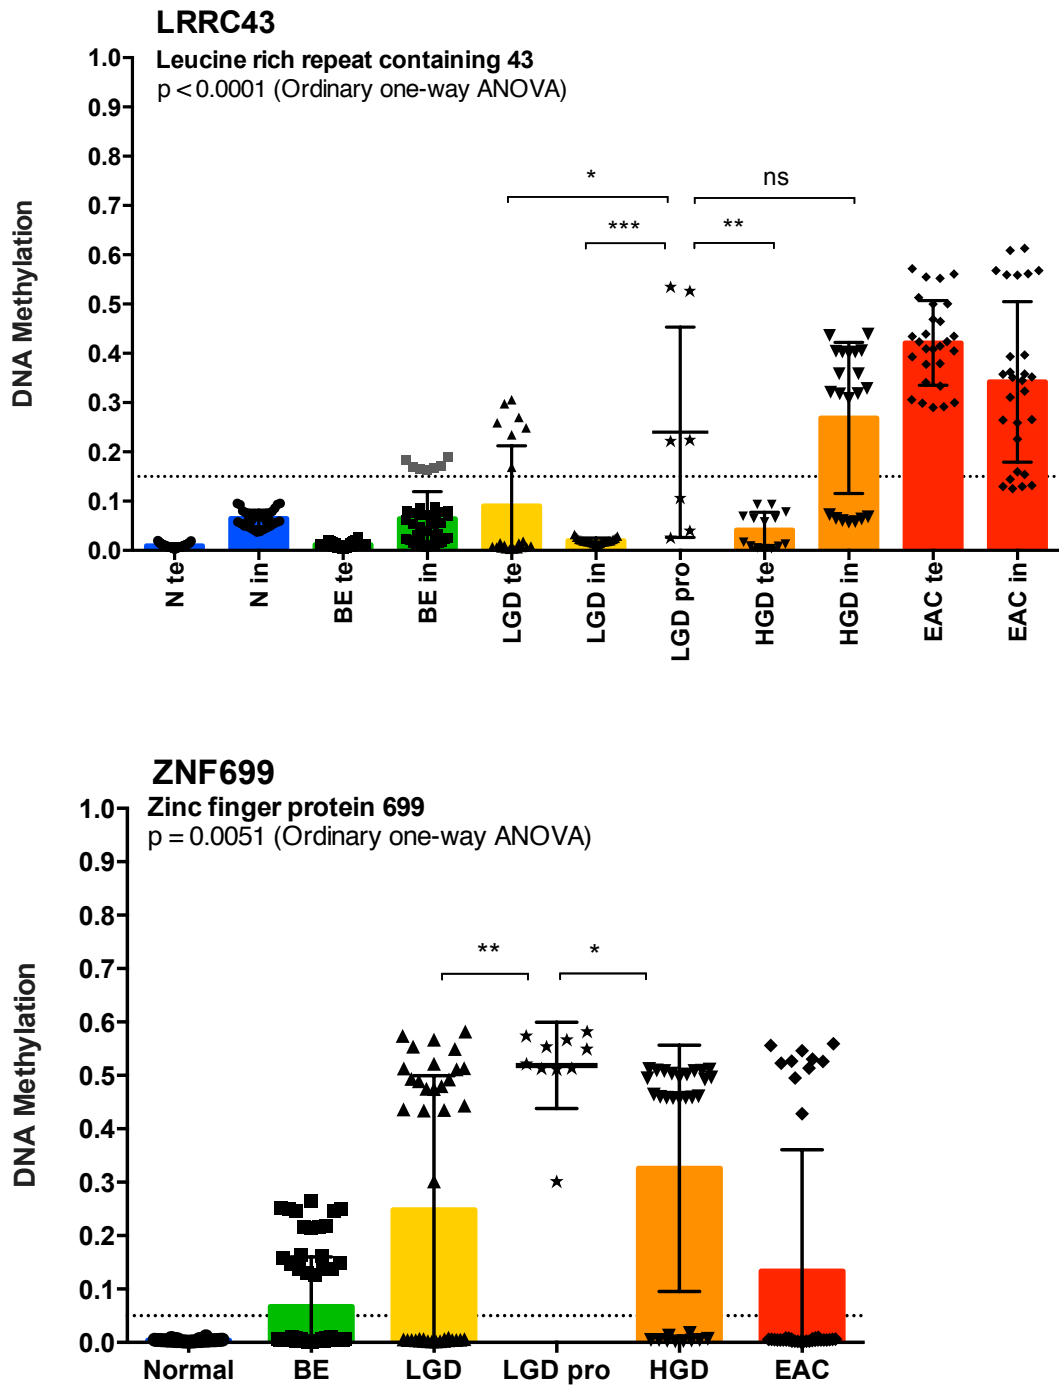 LRRC43
Leucine rich repeat containing 43
p < 0.0001 (Ordinary one-way ANOVA)
DNA Methylation
1.0
0.9
0.8
0.7
0.6
0.5
0.4
0.3
0.2
0.1
0.0
*
ns
***
**
N te
N in
BE te
BE in
LGD te
LGD in
LGD pro
HGD te
HGD in
EAC te
EAC in
ZNF699
Zinc finger protein 699
p = 0.0051 (Ordinary one-way ANOVA)
DNA Methylation
1.0
0.9
0.8
0.7
0.6
0.5
0.4
0.3
0.2
0.1
0.0
**
*
Normal
BE
LGD
LGD pro
HGD
EAC